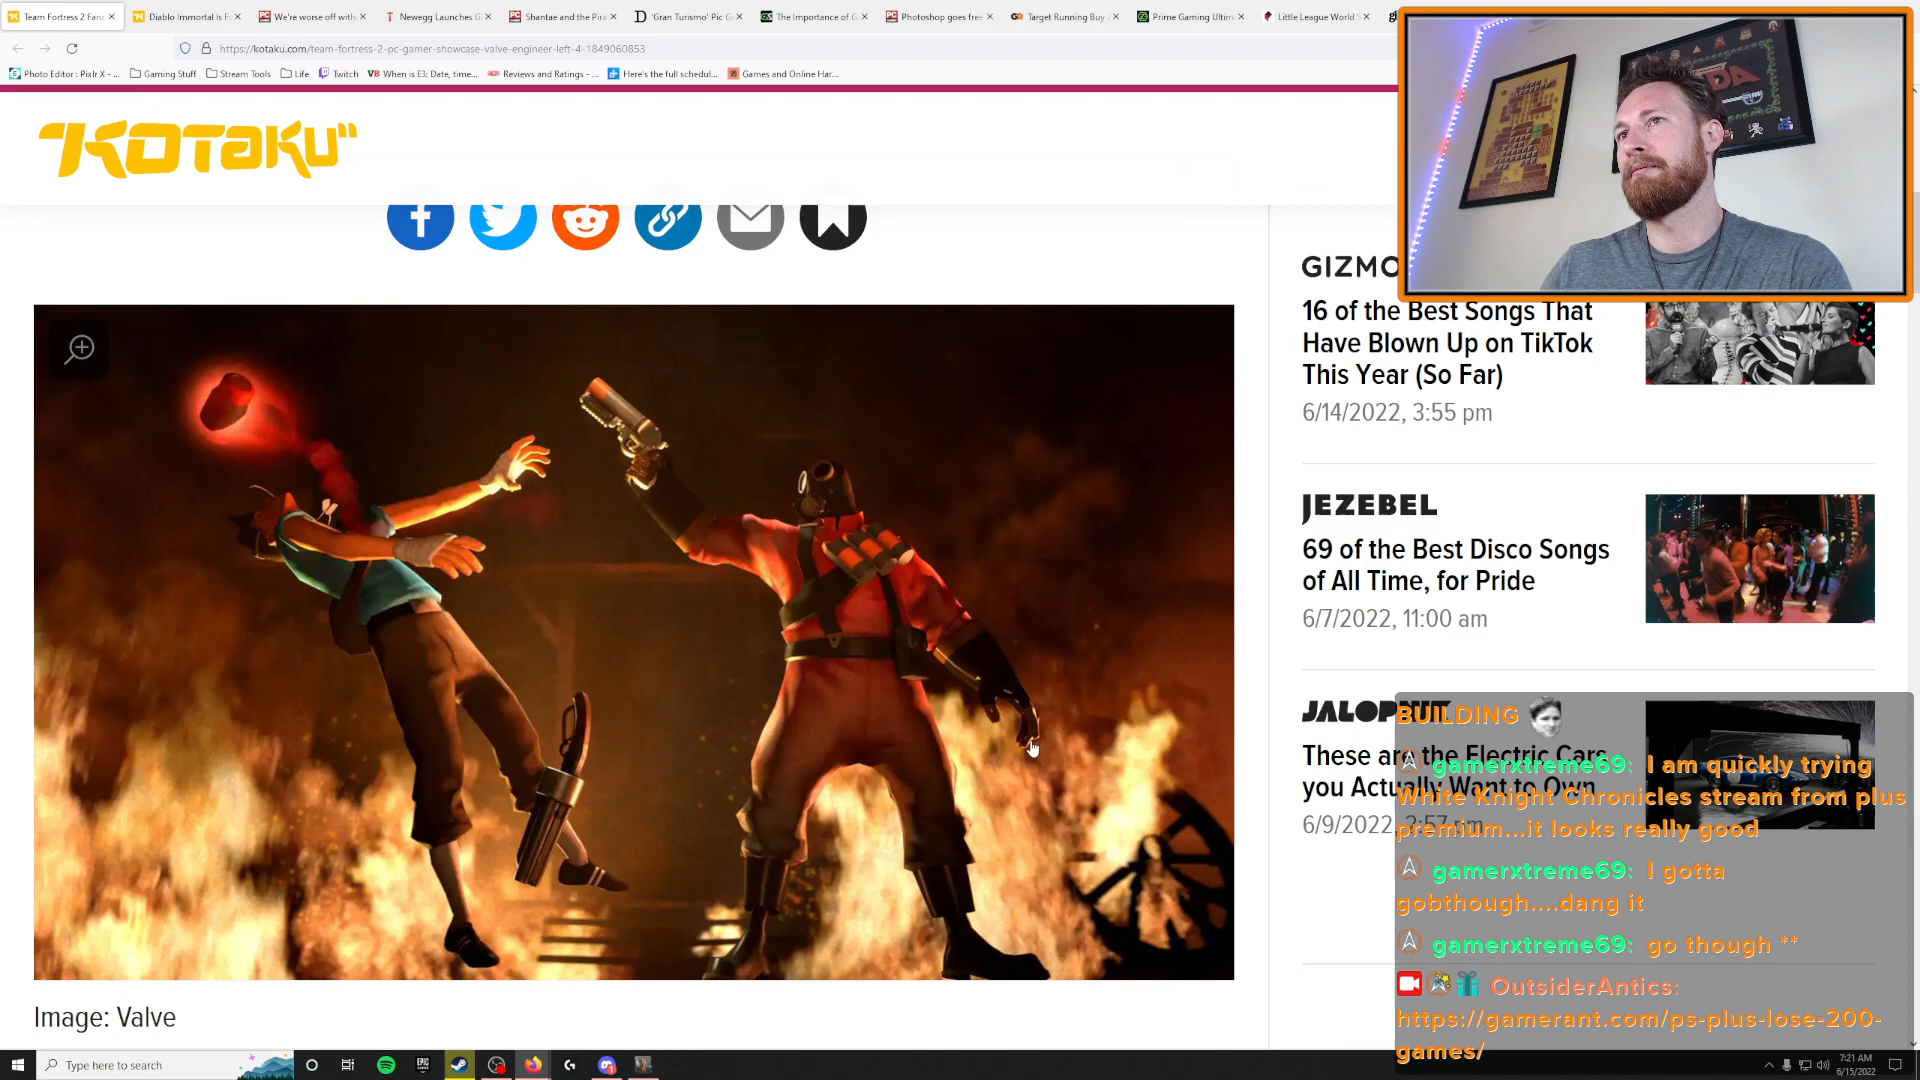 Team Fortress 2 Fans
Diablo Immortal Is Fo
We're worse off with
Newegg Launches G
Shantae and the Pira
'Gran Turismo' Pic G
The Importance of G
Photoshop goes free
Target Running Buy 2
Prime Gaming Ultim
Little League World S
https://kotaku.com/team-fortress-2-pc-gamer-showcase-valve-engineer-left-4-1849060853
Photo Editor : Pixlr X - ...
Gaming Stuff
Stream Tools
Life
Twitch
When is E3: Date, time...
Reviews and Ratings - ...
Here's the full schedul...
Games and Online Har...
"KOTAKU"
GIZMO
16 of the Best Songs That
Have Blown Up on TikTok
This Year (So Far)
6/14/2022, 3:55 pm
JEZEBEL
69 of the Best Disco Songs
of All Time, for Pride
6/7/2022, 11:00 am
JALOP
These are the Electric Cars
you Actually Want to Own
6/9/2022, 2:57 pm
BUILDING
gamerxtreme69: I am quickly trying
White Knight Chronicles stream from plus
premium...it looks really good
gamerxtreme69: I gotta
gobthough....dang it
gamerxtreme69: go though **
OutsiderAntics:
https://gamerant.com/ps-plus-lose-200-
games/
Image: Valve
Type here to search
7:21 AM
6/15/2022